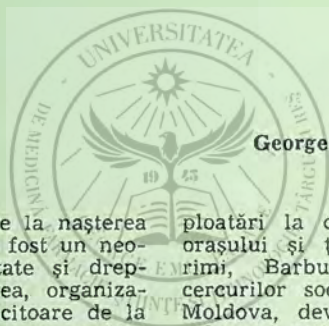 UNIVERSITATEA
DE MEDICIN
19 45
George
e la nașterea
fost un neo-
tate și drep-
ea, organiza-
citoare de la
ploatări la c
orașului și ț
rimi, Barbu
cercurilor soc
Moldova, dev